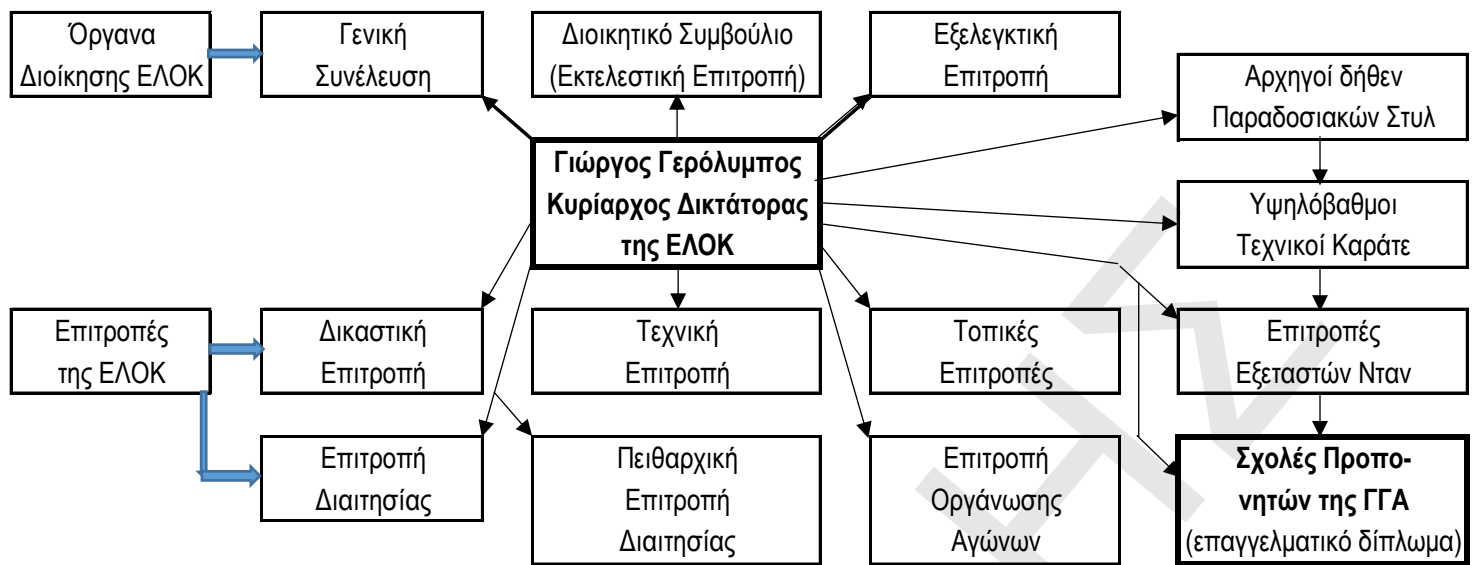 Όργανα
Διοίκησης ΕΛΟΚ
Γενική
Συνέλευση
Διοικητικό Συμβούλιο
(Εκτελεστική Επιτροπή)
Εξελεγκτική
Επιτροπή
Αρχηγοί δήθεν
Παραδοσιακών Στυλ
Γιώργος Γερόλυμπος
Κυρίαρχος Δικτάτορας
της ΕΛΟΚ
Υψηλόβαθμοι
Τεχνικοί Καράτε
Επιτροπές
της ΕΛΟΚ
Δικαστική
Επιτροπή
Τεχνική
Επιτροπή
Τοπικές
Επιτροπές
Επιτροπές
Εξεταστών Νταν
Επιτροπή
Διαιτησίας
Πειθαρχική
Επιτροπή
Διαιτησίας
Επιτροπή
Οργάνωσης
Αγώνων
Σχολές Προπο-
νητών της ΓΓΑ
(επαγγελματικό δίπλωμα)
ΗΣ